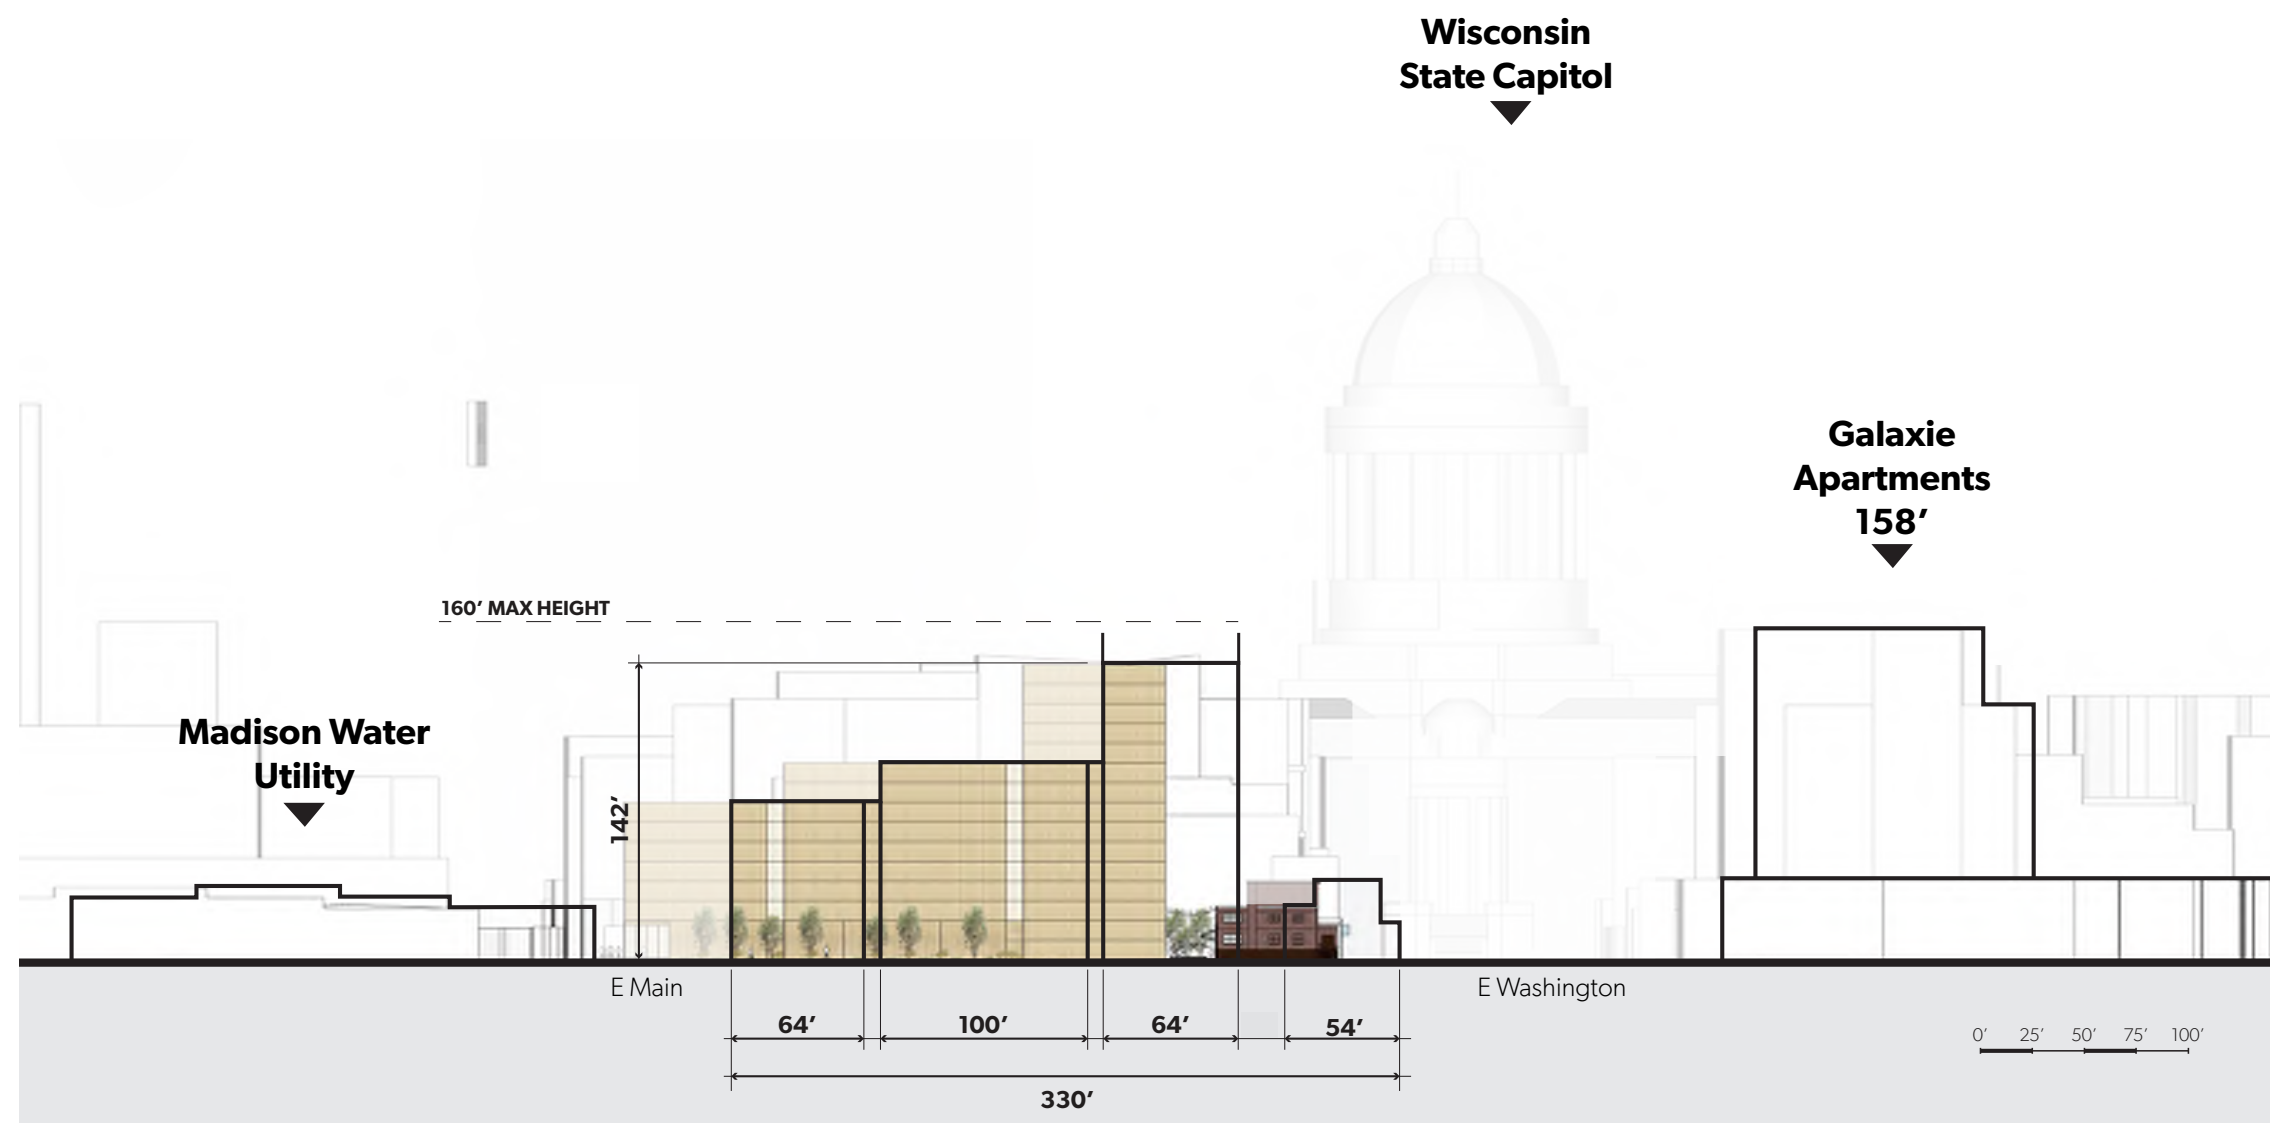 Wisconsin
State Capitol
Galaxie
Apartments
158’
160’ MAX HEIGHT
Madison Water
Utility
142’
E Main
E Washington
64’
100’
64’
54’
330’
0’ 25’ 50’ 75’ 100’